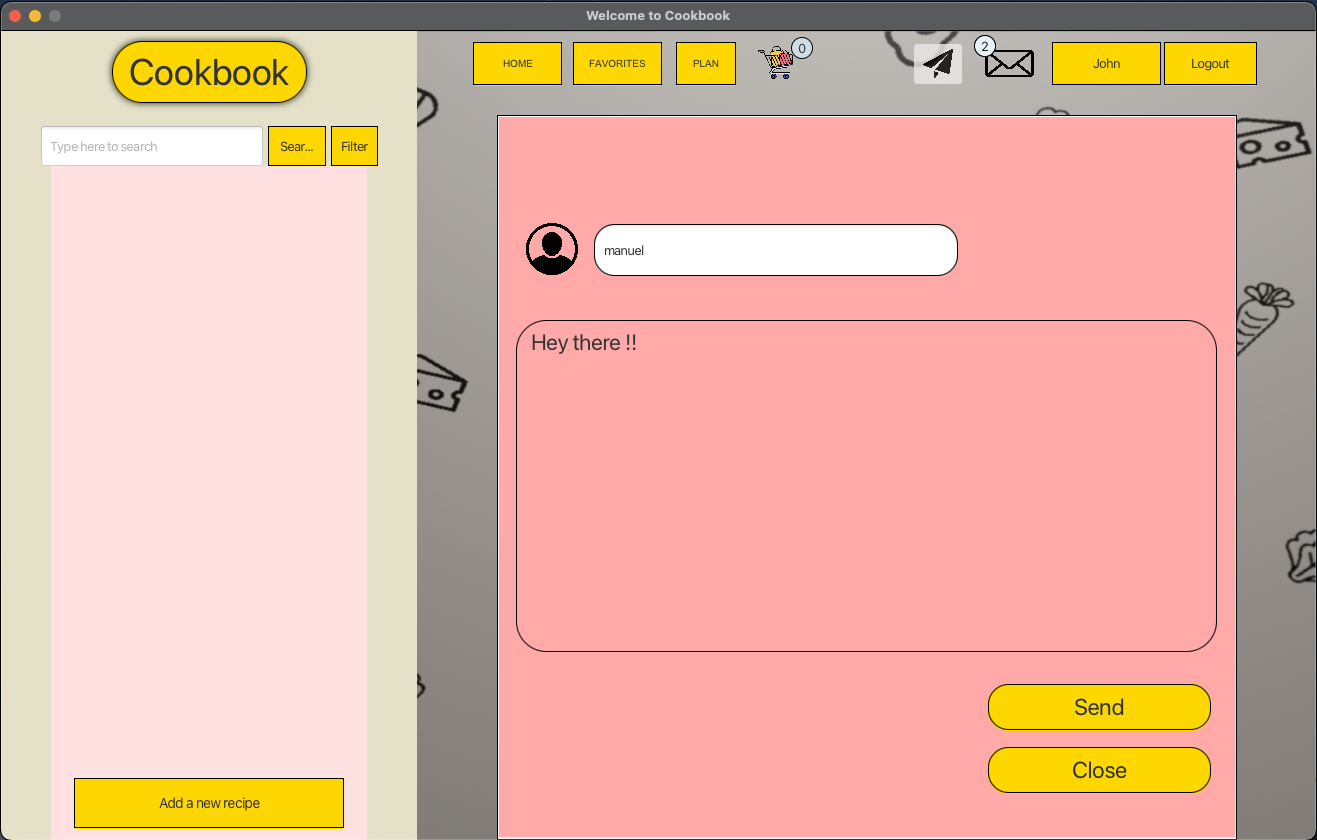 Welcome to Cookbook
Cookbook
HOME
FAVORITES
PLAN
0
2
John
Logout
Type here to search
Sear...
Filter
manuel
Hey there !!
Send
Close
Add a new recipe